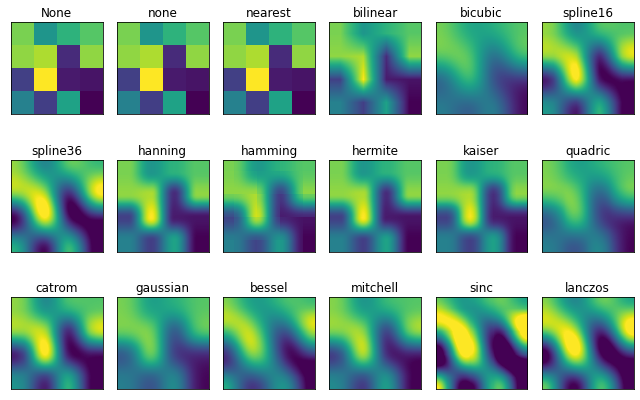 None none nearest bilinear bicubic spline16
spline36 hanning hamming hermite kaiser quadric
catrom gaussian bessel mitchell sinc lanczos